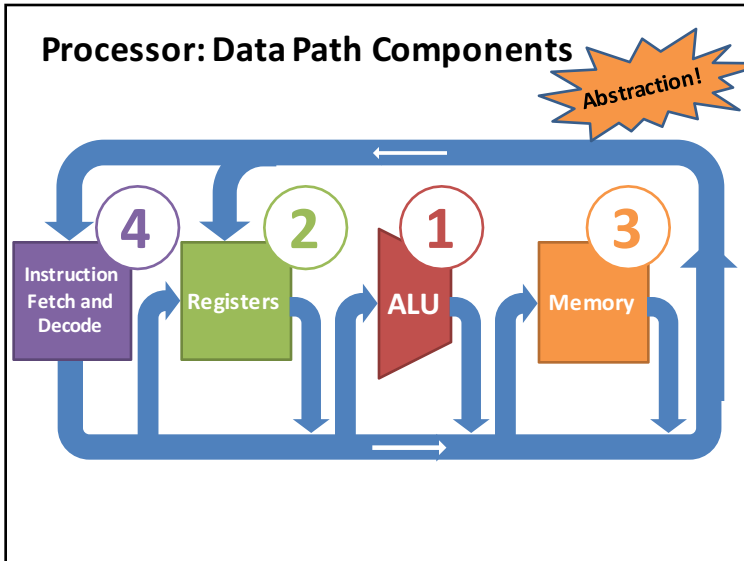 Processor: Data Path Components
Abstraction!
4
2
1
3
Instruction
Fetch and
Decode
Registers
ALU
Memory